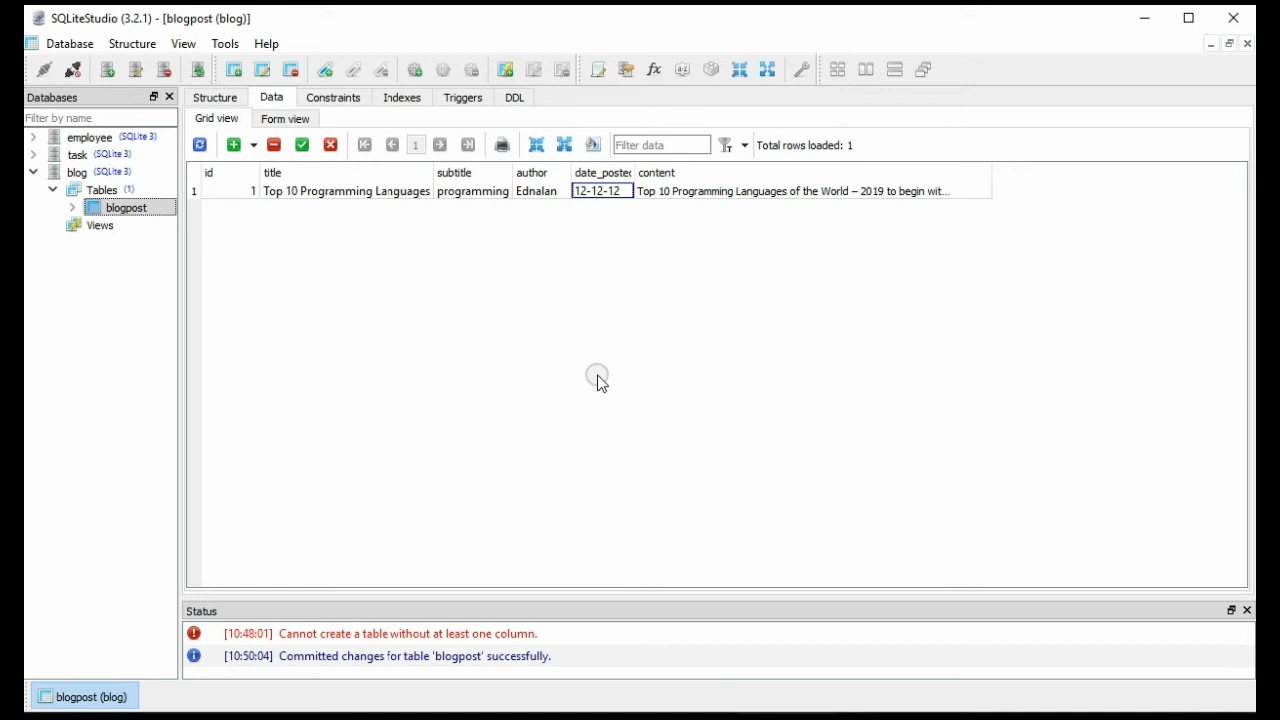 SQLiteStudio (3.2.1) - [blogpost (blog)]
Database Structure View Tools Help
Databases
Structure Data Constraints Indexes Triggers DDL
Filter by name
Grid view Form view
employee (SQLite 3)
task (SQLite 3)
blog (SQLite 3)
Tables (1)
blogpost
Views
1 Filter data Total rows loaded: 1
id title subtitle author date_posted content
1 1 Top 10 Programming Languages programming Ednalan 12-12-12 Top 10 Programming Languages of the World – 2019 to begin wit...
Status
[10:48:01] Cannot create a table without at least one column.
[10:50:04] Committed changes for table 'blogpost' successfully.
blogpost (blog)